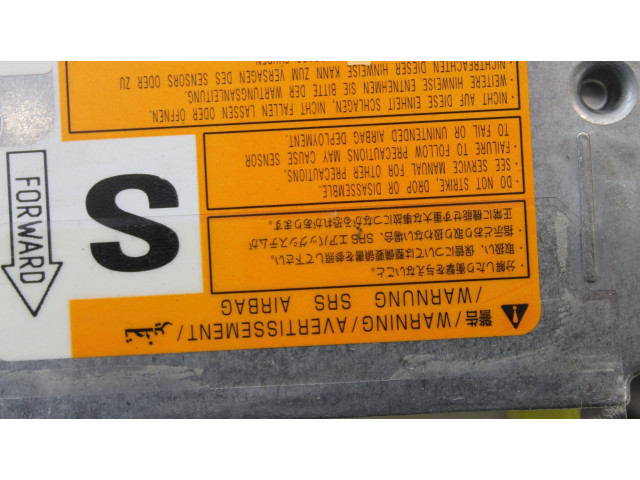 警告/WARNING/AVERTISSEMENT/تحذير
/WARNUNG SRS AIRBAG
・分解したり衝撃を与えないこと。
・取扱い、保管については整備要領書を参照して下さい。
・指示どおり取り扱わない場合、SRSエアバッグシステムが
正常に機能せず重大な事故につながる恐れがあります。
・DO NOT STRIKE, DROP OR DISASSEMBLE.
・SEE SERVICE MANUAL FOR OTHER PRECAUTIONS.
・FAILURE TO FOLLOW PRECAUTIONS MAY CAUSE SENSOR
TO FAIL OR UNINTENDED AIRBAG DEPLOYMENT.
・NICHT AUF DIESE EINHEIT SCHLAGEN, NICHT FALLEN LASSEN ODER ÖFFNEN.
・WEITERE HINWEISE ENTNEHMEN SIE BITTE DER WARTUNGSANLEITUNG.
・NICHTBEACHTEN DIESER HINWEISE KANN ZUM VERSAGEN DES SENSORS ODER ZU
S
FORWARD